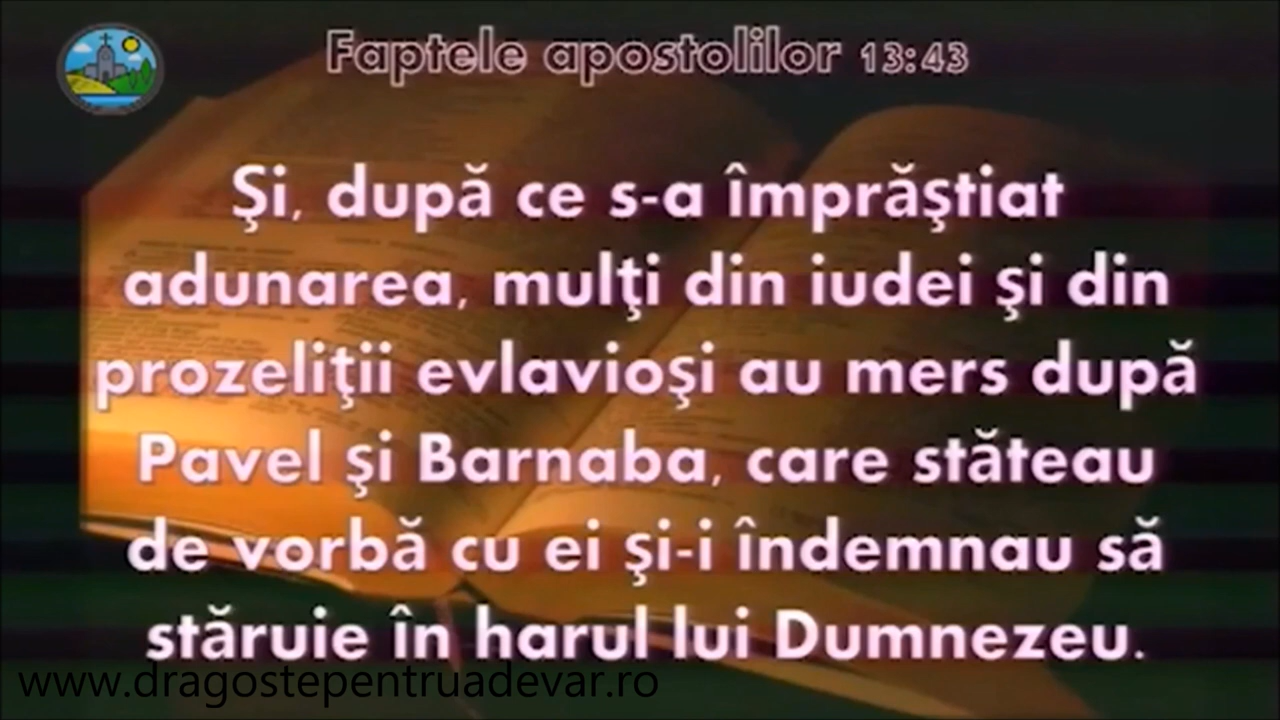 Faptele apostolilor 13:43
Şi, după ce s-a împrăştiat
adunarea, mulţi din iudei şi din
prozeliţii evlavioşi au mers după
Pavel şi Barnaba, care stăteau
de vorbă cu ei şi-i îndemnau să
stăruie în harul lui Dumnezeu.
www.dragostepentruadevar.ro